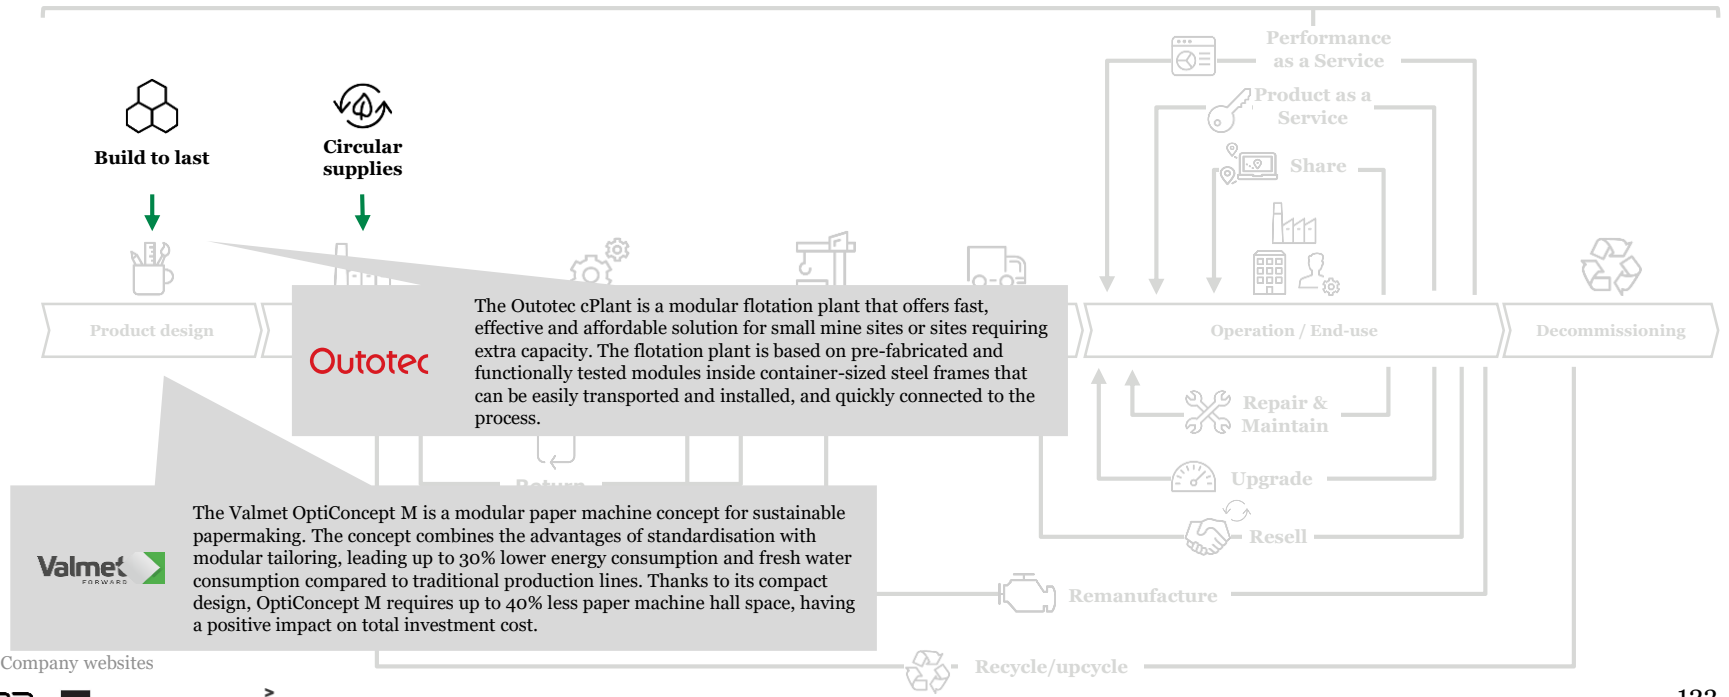 Performance
as a Service
Product as a
Service
Share
Build to last
Circular
supplies
Product design
Operation / End-use
Decommissioning
Outotec
The Outotec cPlant is a modular flotation plant that offers fast,
effective and affordable solution for small mine sites or sites requiring
extra capacity. The flotation plant is based on pre-fabricated and
functionally tested modules inside container-sized steel frames that
can be easily transported and installed, and quickly connected to the
process.
Repair &
Maintain
Upgrade
Return
Resell
Valmet
FORWARD
The Valmet OptiConcept M is a modular paper machine concept for sustainable
papermaking. The concept combines the advantages of standardisation with
modular tailoring, leading up to 30% lower energy consumption and fresh water
consumption compared to traditional production lines. Thanks to its compact
design, OptiConcept M requires up to 40% less paper machine hall space, having
a positive impact on total investment cost.
Remanufacture
Recycle/upcycle
Company websites